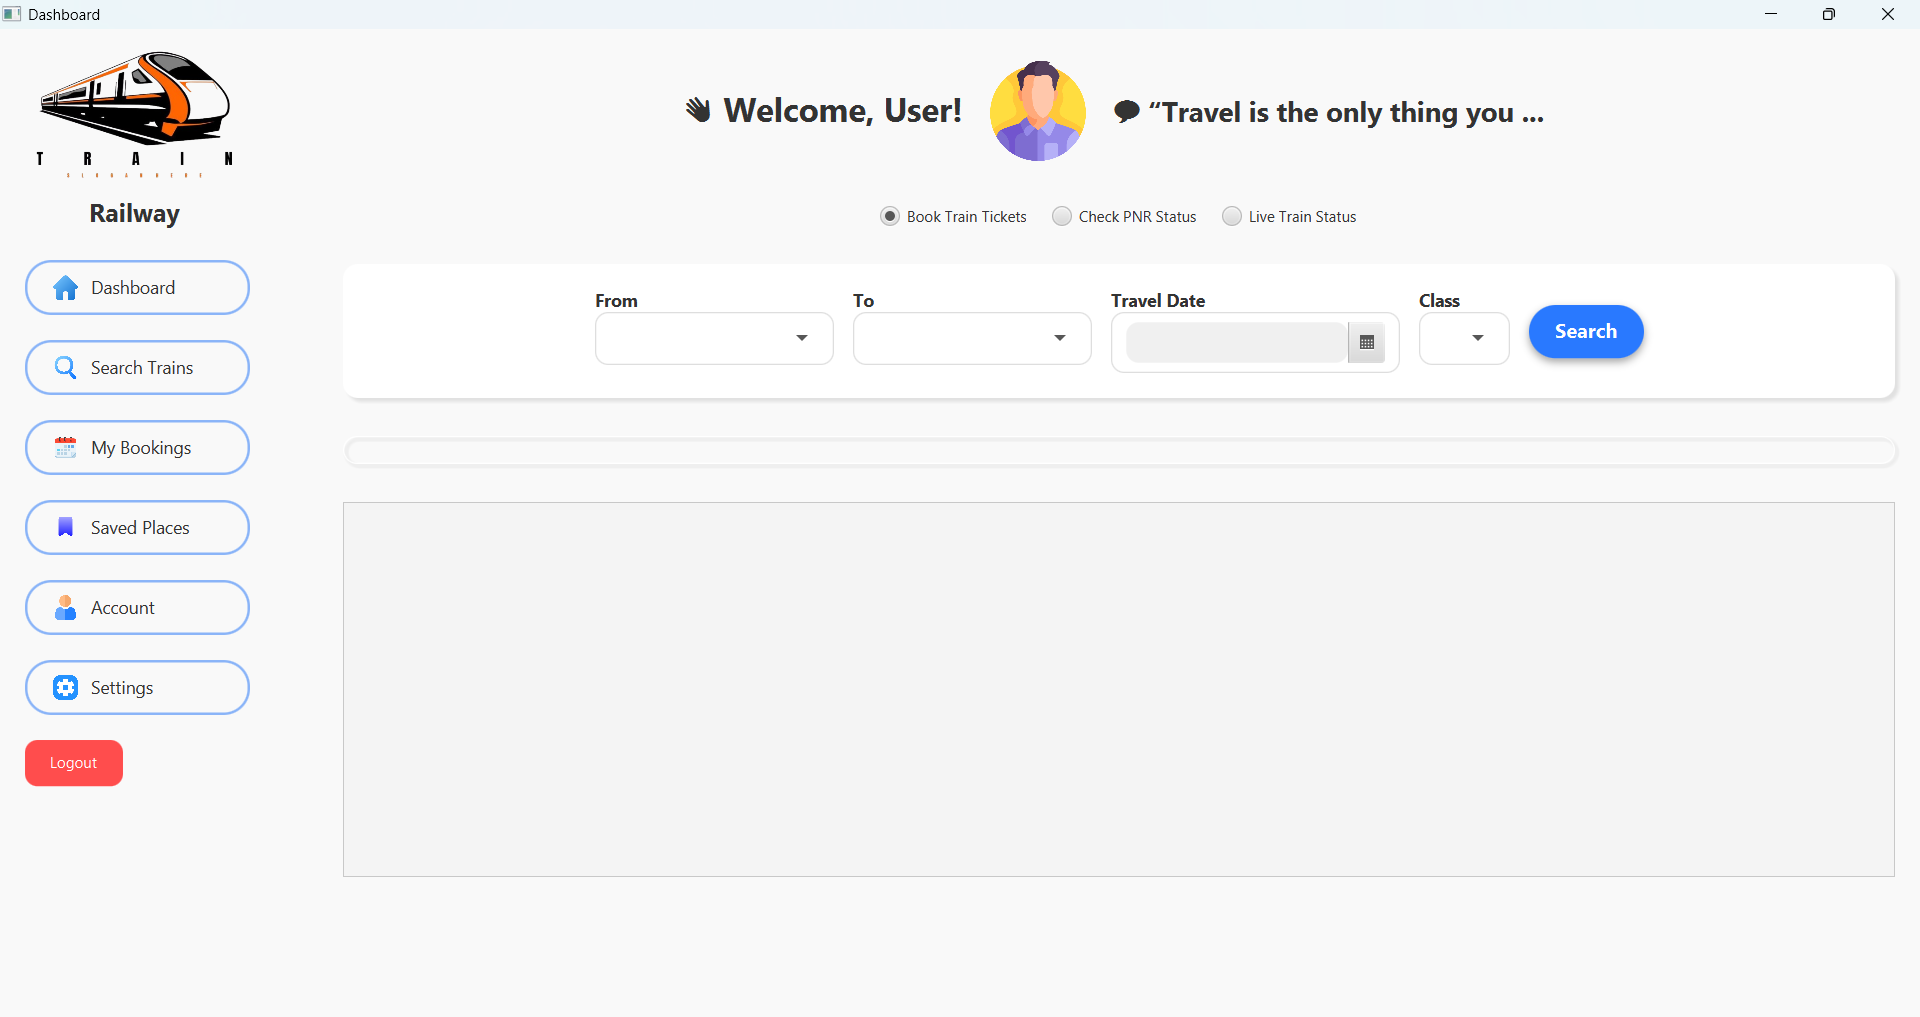 Dashboard
TRAIN
Railway
Dashboard
Search Trains
My Bookings
Saved Places
Account
Settings
Logout
Welcome, User!
“Travel is the only thing you ...
Book Train Tickets
Check PNR Status
Live Train Status
From
To
Travel Date
Class
Search